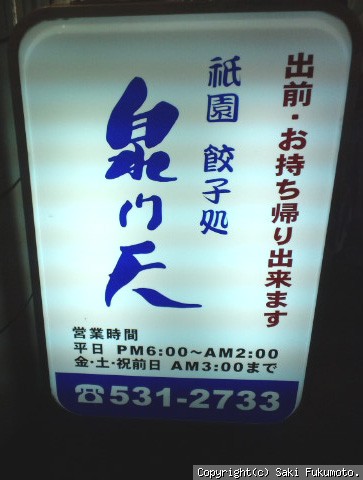 出前・お持ち帰り出来ます
祇園 餃子処
泉門天
営業時間
平日 PM6:00～AM2:00
金・土・祝前日 AM3:00まで
☎531-2733
Copyright(c) Saki Fukumoto.